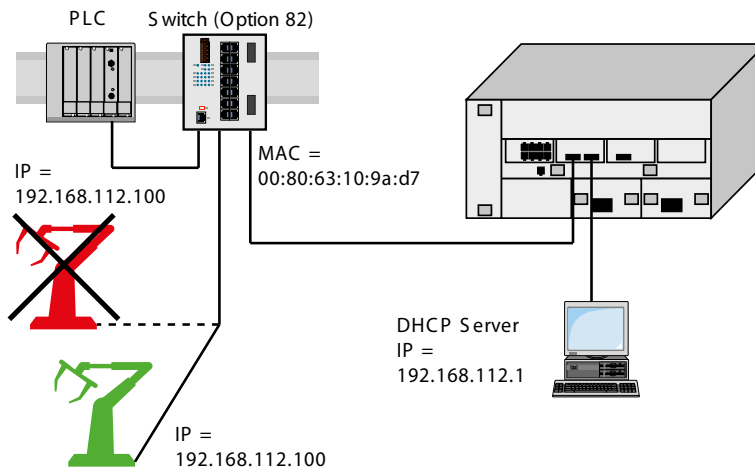 PLC
Switch (Option 82)
IP =
192.168.112.100
MAC =
00:80:63:10:9a:d7
DHCP Server
IP =
192.168.112.1
IP =
192.168.112.100